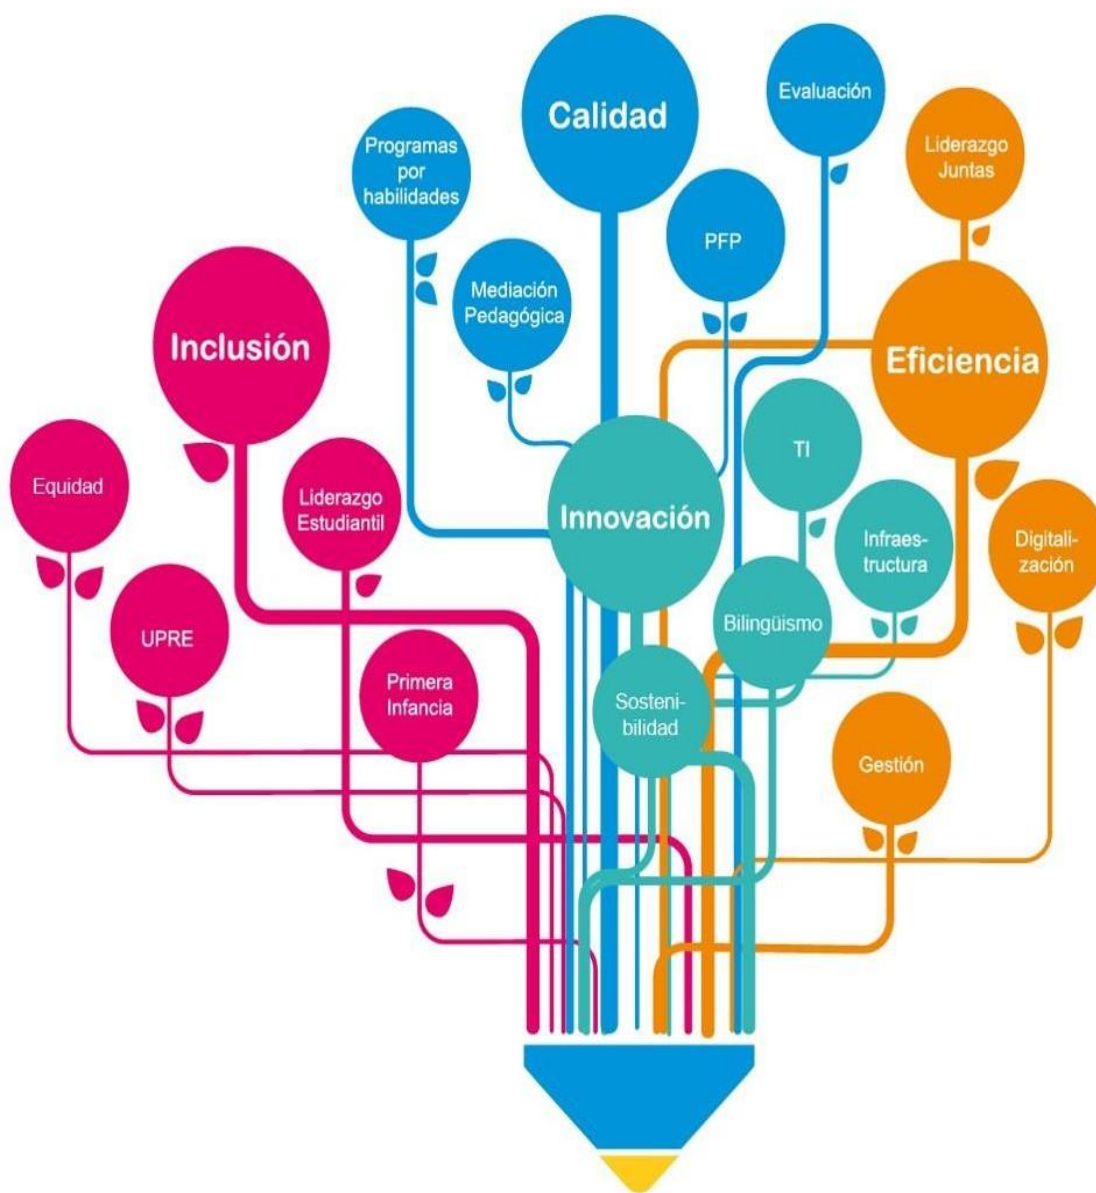 Calidad
Evaluación
Programas
por
habilidades
Liderazgo
Juntas
PFP
Mediación
Pedagógica
Inclusión
Eficiencia
TI
Equidad
Liderazgo
Estudiantil
Innovación
Infraes-
tructura
Digitali-
zación
UPRE
Bilingüismo
Primera
Infancia
Sosteni-
bilidad
Gestión